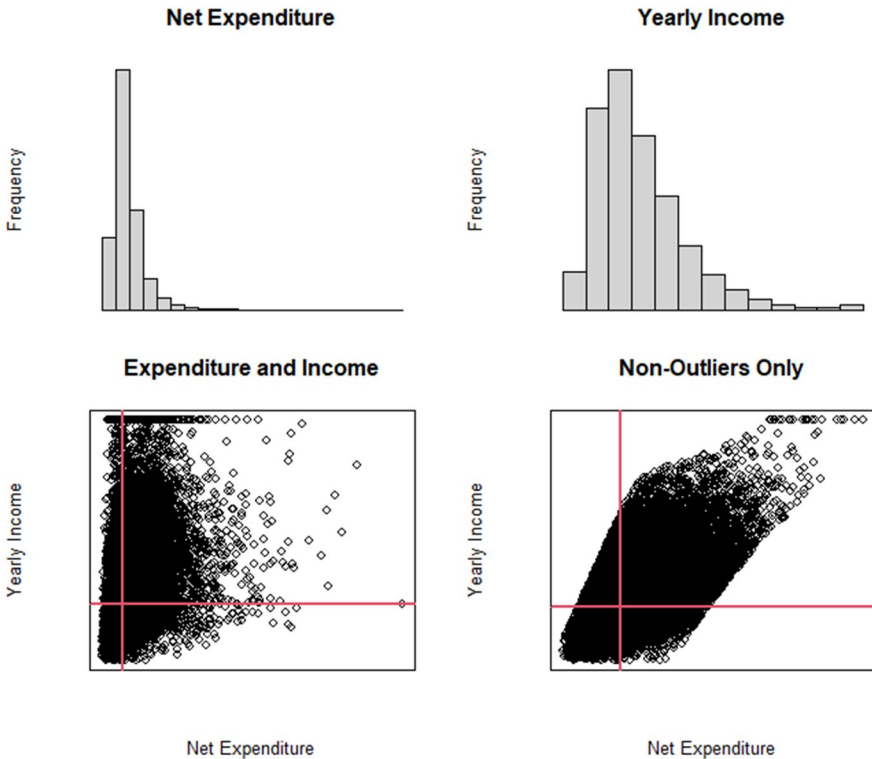 Net Expenditure
Yearly Income
Frequency
Frequency
Expenditure and Income
Non-Outliers Only
Yearly Income
Yearly Income
Net Expenditure
Net Expenditure